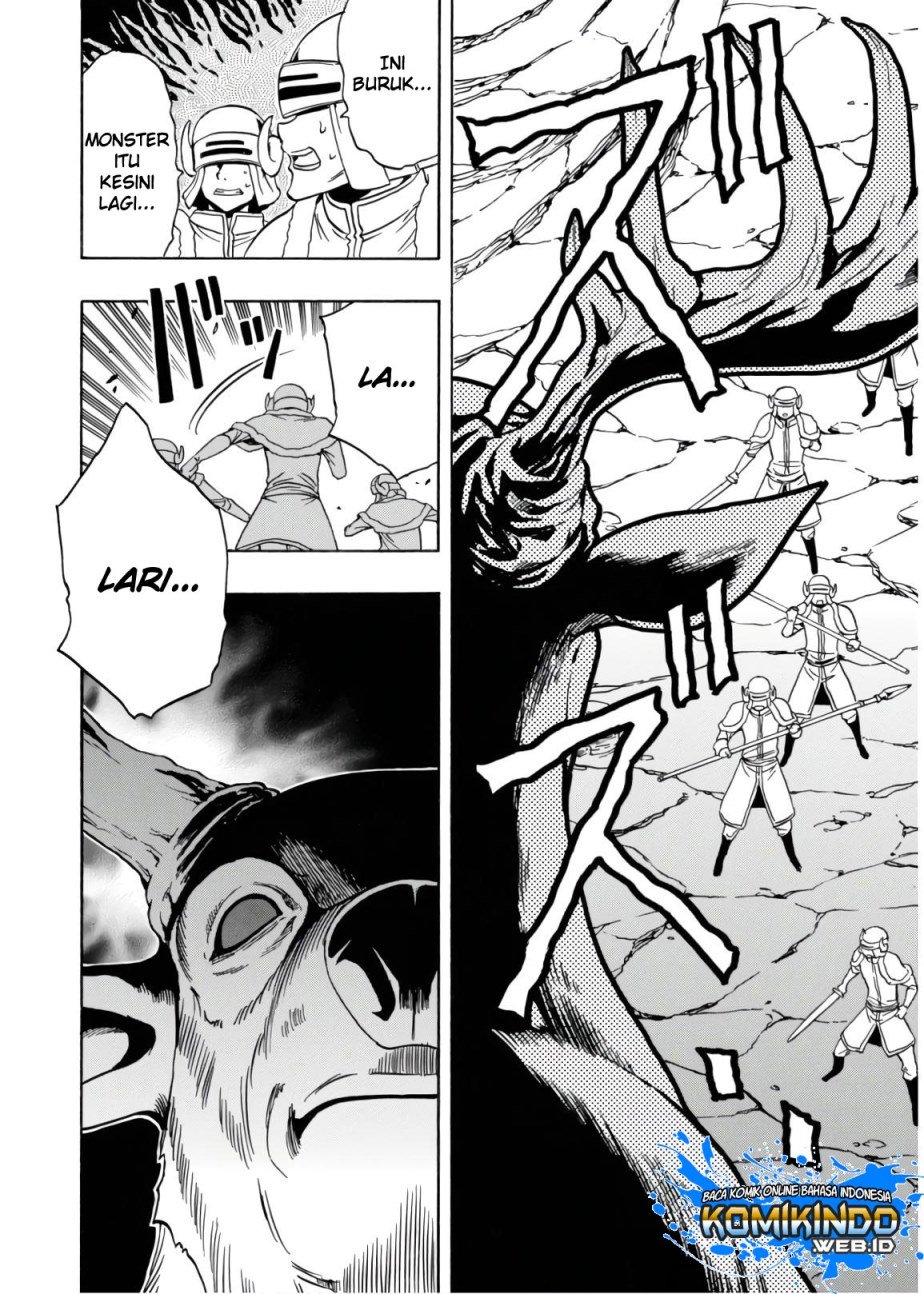 ズ
ズ
INI
BURUK...
MONSTER
ITU
KESINI
LAGI...
LA...
LARI...
BACA KOMIK ONLINE BAHASA INDONESIA
KOMIKINDO
WEB.ID